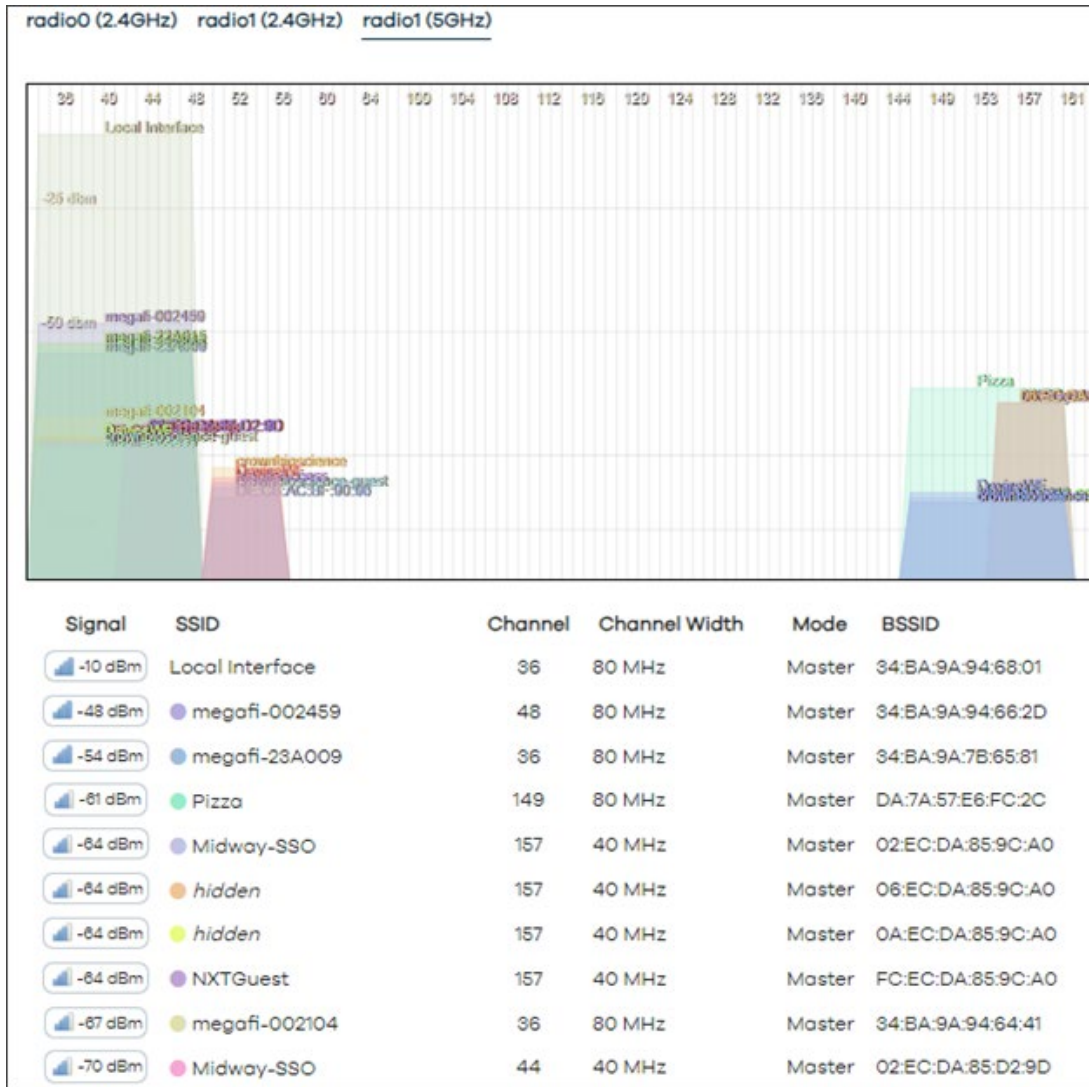 radio0 (2.4GHz) radio1 (2.4GHz) radio1 (5GHz)
36 40 44 48 52 56 60 64 100 104 108 112 116 120 124 128 132 136 140 144 149 153 157 161
Local Interface
-25 dbm
megafi-002459
-50 dbm
megafi-23A009
Pizza
megafi-002104
crownbioscience
Signal SSID Channel Channel Width Mode BSSID
-10 dBm Local Interface 36 80 MHz Master 34:BA:9A:94:68:01
-48 dBm megafi-002459 48 80 MHz Master 34:BA:9A:94:66:2D
-54 dBm megafi-23A009 36 80 MHz Master 34:BA:9A:7B:65:81
-61 dBm Pizza 149 80 MHz Master DA:7A:57:E6:FC:2C
-64 dBm Midway-SSO 157 40 MHz Master 02:EC:DA:85:9C:A0
-64 dBm hidden 157 40 MHz Master 06:EC:DA:85:9C:A0
-64 dBm hidden 157 40 MHz Master 0A:EC:DA:85:9C:A0
-64 dBm NXTGuest 157 40 MHz Master FC:EC:DA:85:9C:A0
-67 dBm megafi-002104 36 80 MHz Master 34:BA:9A:94:64:41
-70 dBm Midway-SSO 44 40 MHz Master 02:EC:DA:85:D2:9D